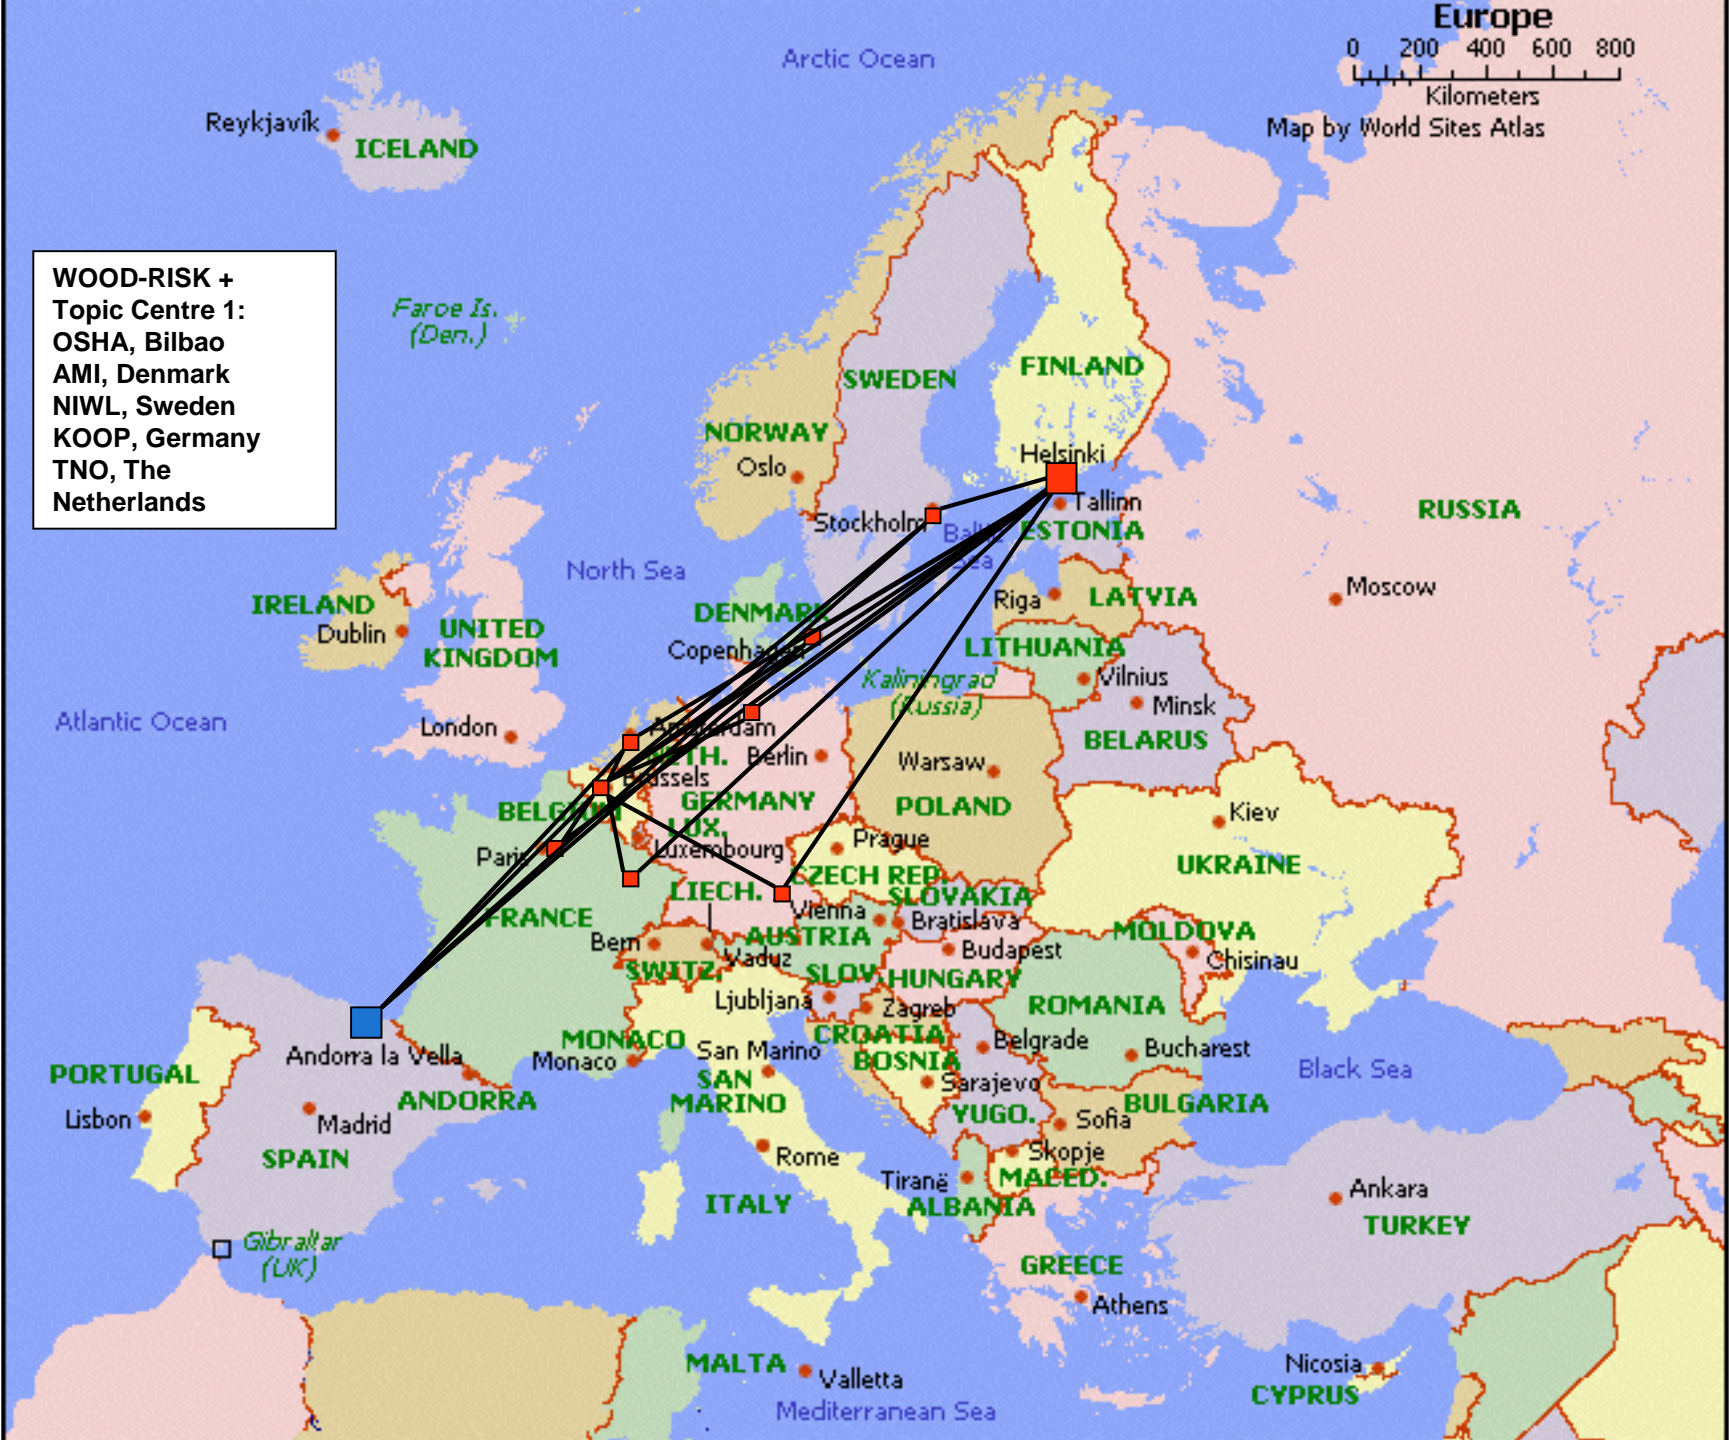 Europe
0 200 400 600 800
Kilometers
Map by World Sites Atlas
Arctic Ocean
Reykjavík
ICELAND
WOOD-RISK +
Topic Centre 1:
OSHA, Bilbao
AMI, Denmark
NIWL, Sweden
KOOP, Germany
TNO, The
Netherlands
Faroe Is.
(Den.)
SWEDEN
FINLAND
NORWAY
Oslo
Helsinki
Tallinn
Stockholm
Sea
ESTONIA
RUSSIA
North Sea
Moscow
IRELAND
Dublin
UNITED
KINGDOM
DENMARK
Copenhagen
Riga
LATVIA
LITHUANIA
Vilnius
Kaliningrad
(Russia)
Minsk
BELARUS
Atlantic Ocean
London
Amsterdam
NETH.
Berlin
Warsaw
POLAND
Brussels
BELGIUM
GERMANY
LUX.
Luxembourg
Kiev
UKRAINE
Paris
Prague
CZECH REP.
SLOVAKIA
LIECH.
FRANCE
Vienna
Bratislava
AUSTRIA
Bern
Vaduz
SWITZ.
SLOV.
HUNGARY
Budapest
MOLDOVA
Chisinau
Ljubljana
Zagreb
ROMANIA
CROATIA
MONACO
Monaco
San Marino
SAN
MARINO
BOSNIA
Belgrade
Bucharest
Sarajevo
YUGO.
Black Sea
Andorra la Vella
ANDORRA
PORTUGAL
Lisbon
Madrid
SPAIN
Sofia
BULGARIA
Rome
Skopje
MACED.
Tiranë
ALBANIA
ITALY
Ankara
TURKEY
Gibraltar
(UK)
GREECE
Athens
MALTA
Valletta
Nicosia
CYPRUS
Mediterranean Sea